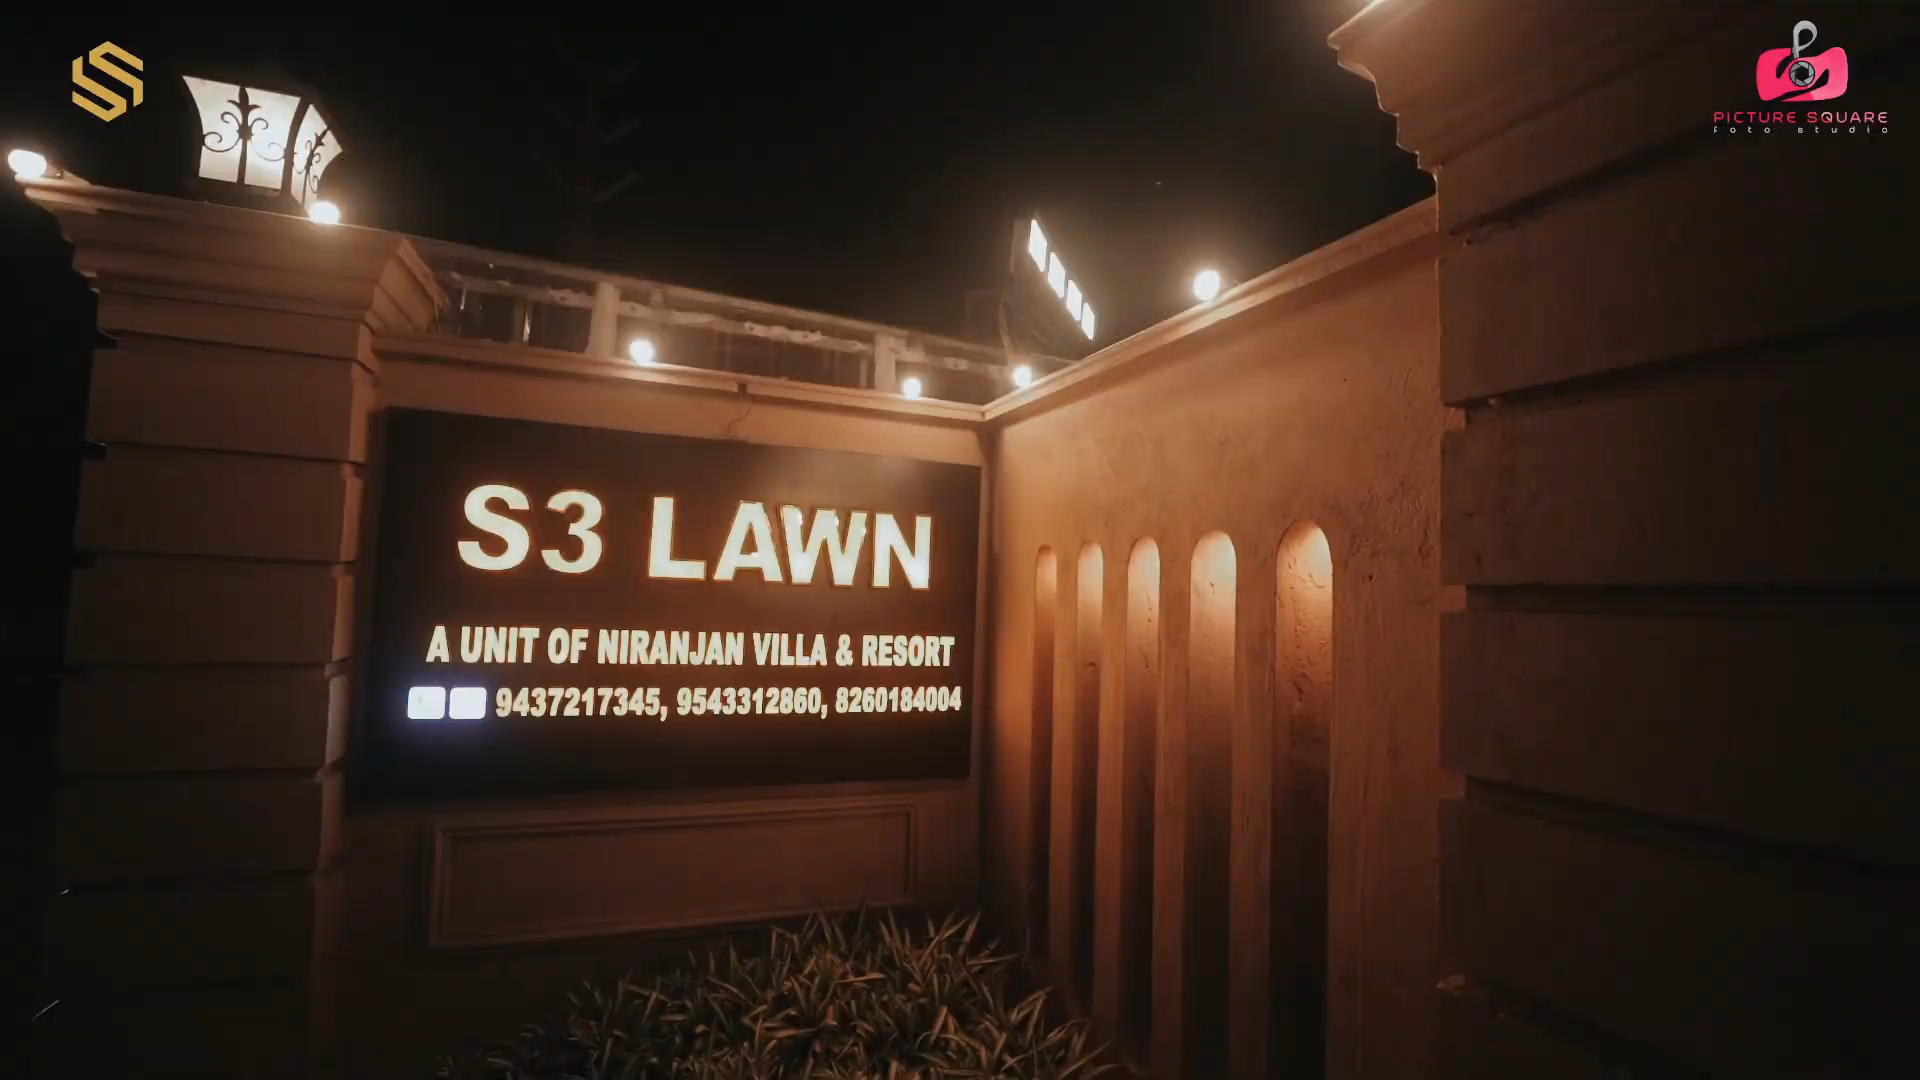 PICTURE SQUARE
foto studio
S3 LAWN
A UNIT OF NIRANJAN VILLA & RESORT
9437217345, 9543312860, 8260184004